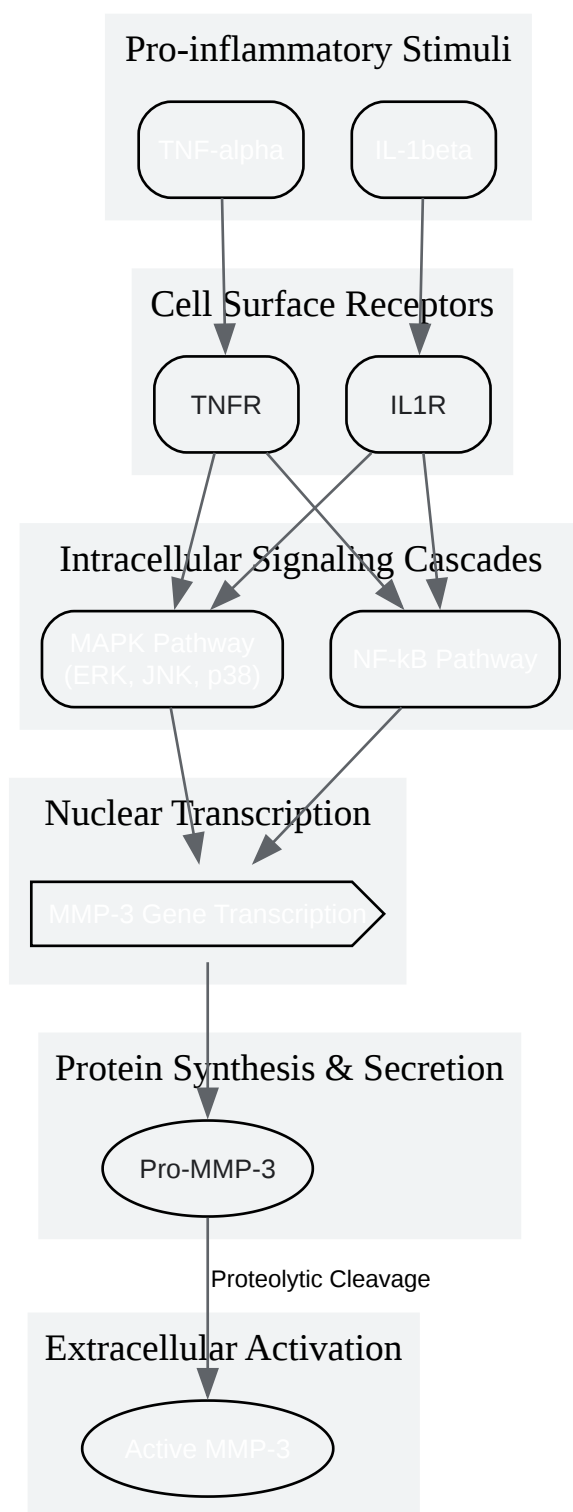 Pro-inflammatory Stimuli
TNF-alpha
IL-1beta
Cell Surface Receptors
TNFR
IL1R
Intracellular Signaling Cascades
MAPK Pathway
(ERK, JNK, p38)
NF-kB Pathway
Nuclear Transcription
MMP-3 Gene Transcription
Protein Synthesis & Secretion
Pro-MMP-3
Proteolytic Cleavage
Extracellular Activation
Active MMP-3